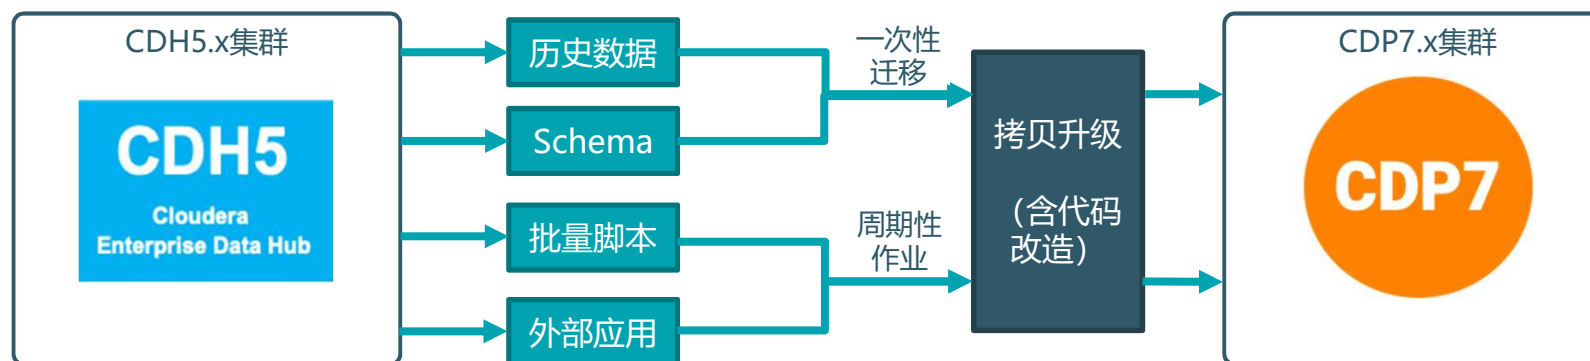 CDH5.x集群
CDH5
Cloudera
Enterprise Data Hub
历史数据
Schema
批量脚本
外部应用
一次性
迁移
周期性
作业
拷贝升级
（含代码
改造）
CDP7.x集群
CDP7